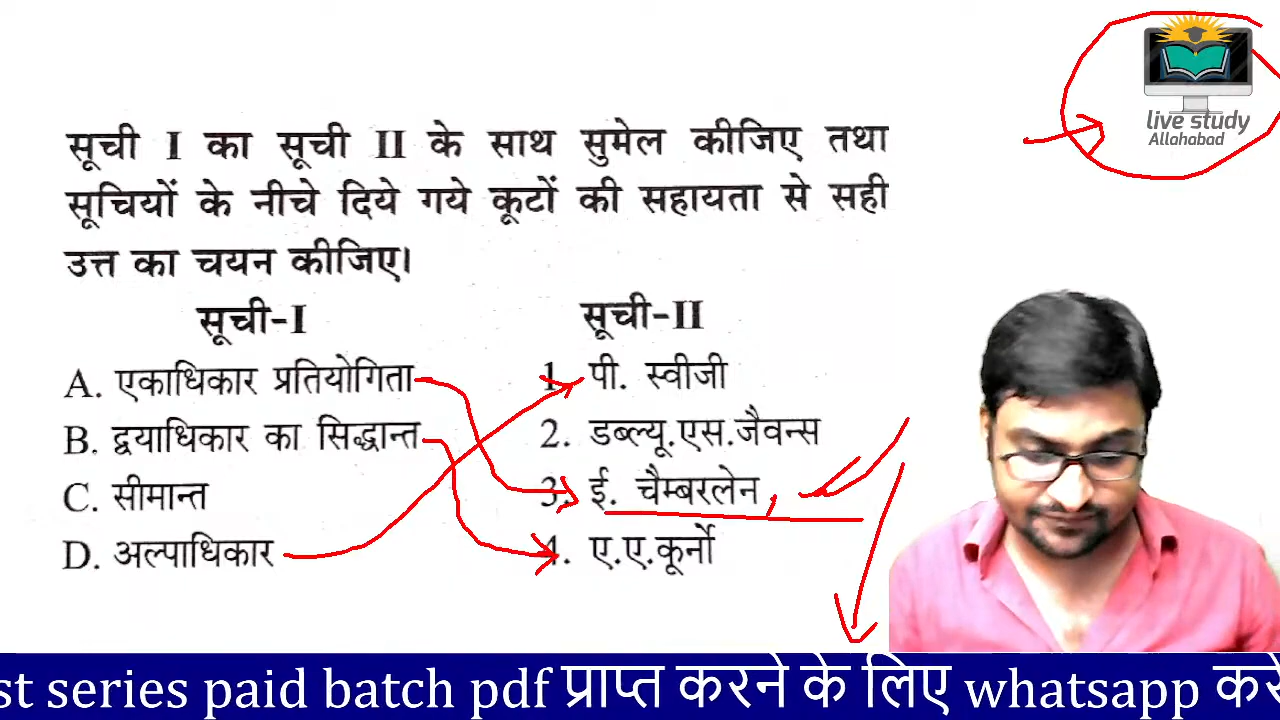 live study
Allahabad
सूची I का सूची II के साथ सुमेल कीजिए तथा
सूचियों के नीचे दिये गये कूटों की सहायता से सही
उत्त का चयन कीजिए।
सूची-I सूची-II
A. एकाधिकार प्रतियोगिता 1. पी. स्वीजी
B. द्वयाधिकार का सिद्धान्त 2. डब्ल्यू.एस.जैवन्स
C. सीमान्त 3. ई. चैम्बरलेन
D. अल्पाधिकार 4. ए.ए.कूर्नो
st series paid batch pdf प्राप्त करने के लिए whatsapp करे